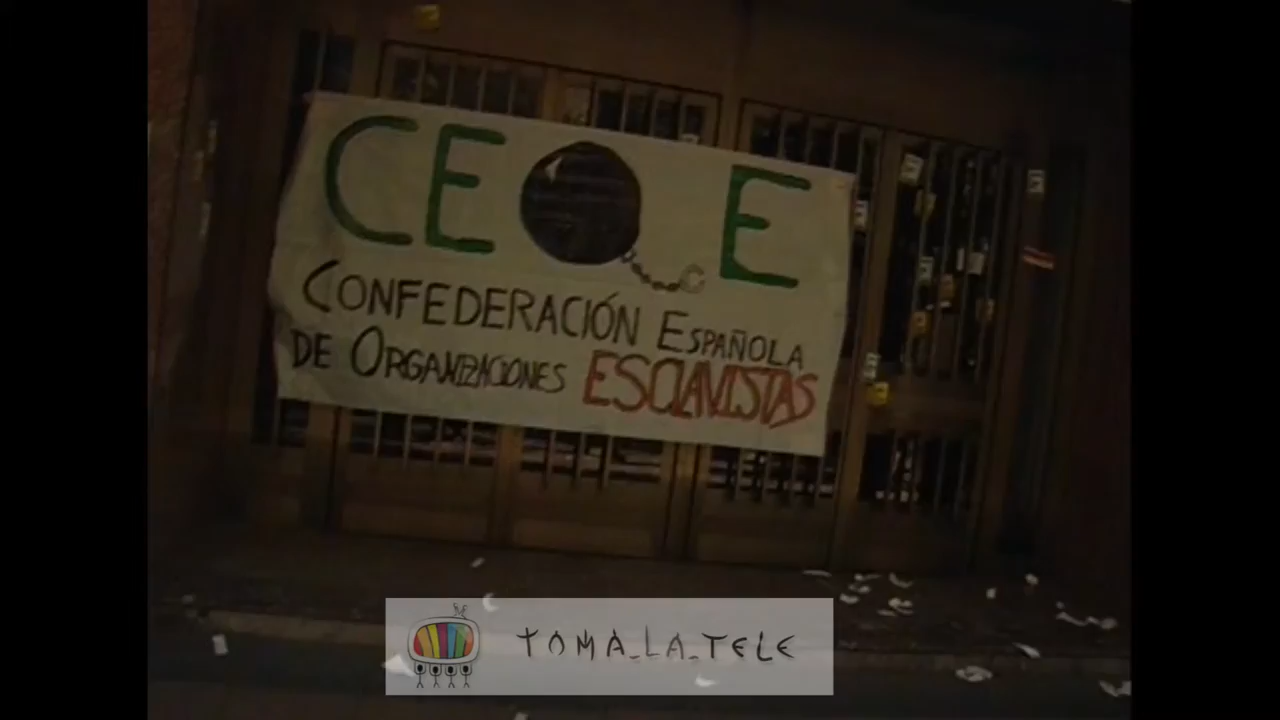 CE E
CONFEDERACIÓN ESPAÑOLA
DE ORGANIZACIONES ESCLAVISTAS
TOMA_LA_TELE